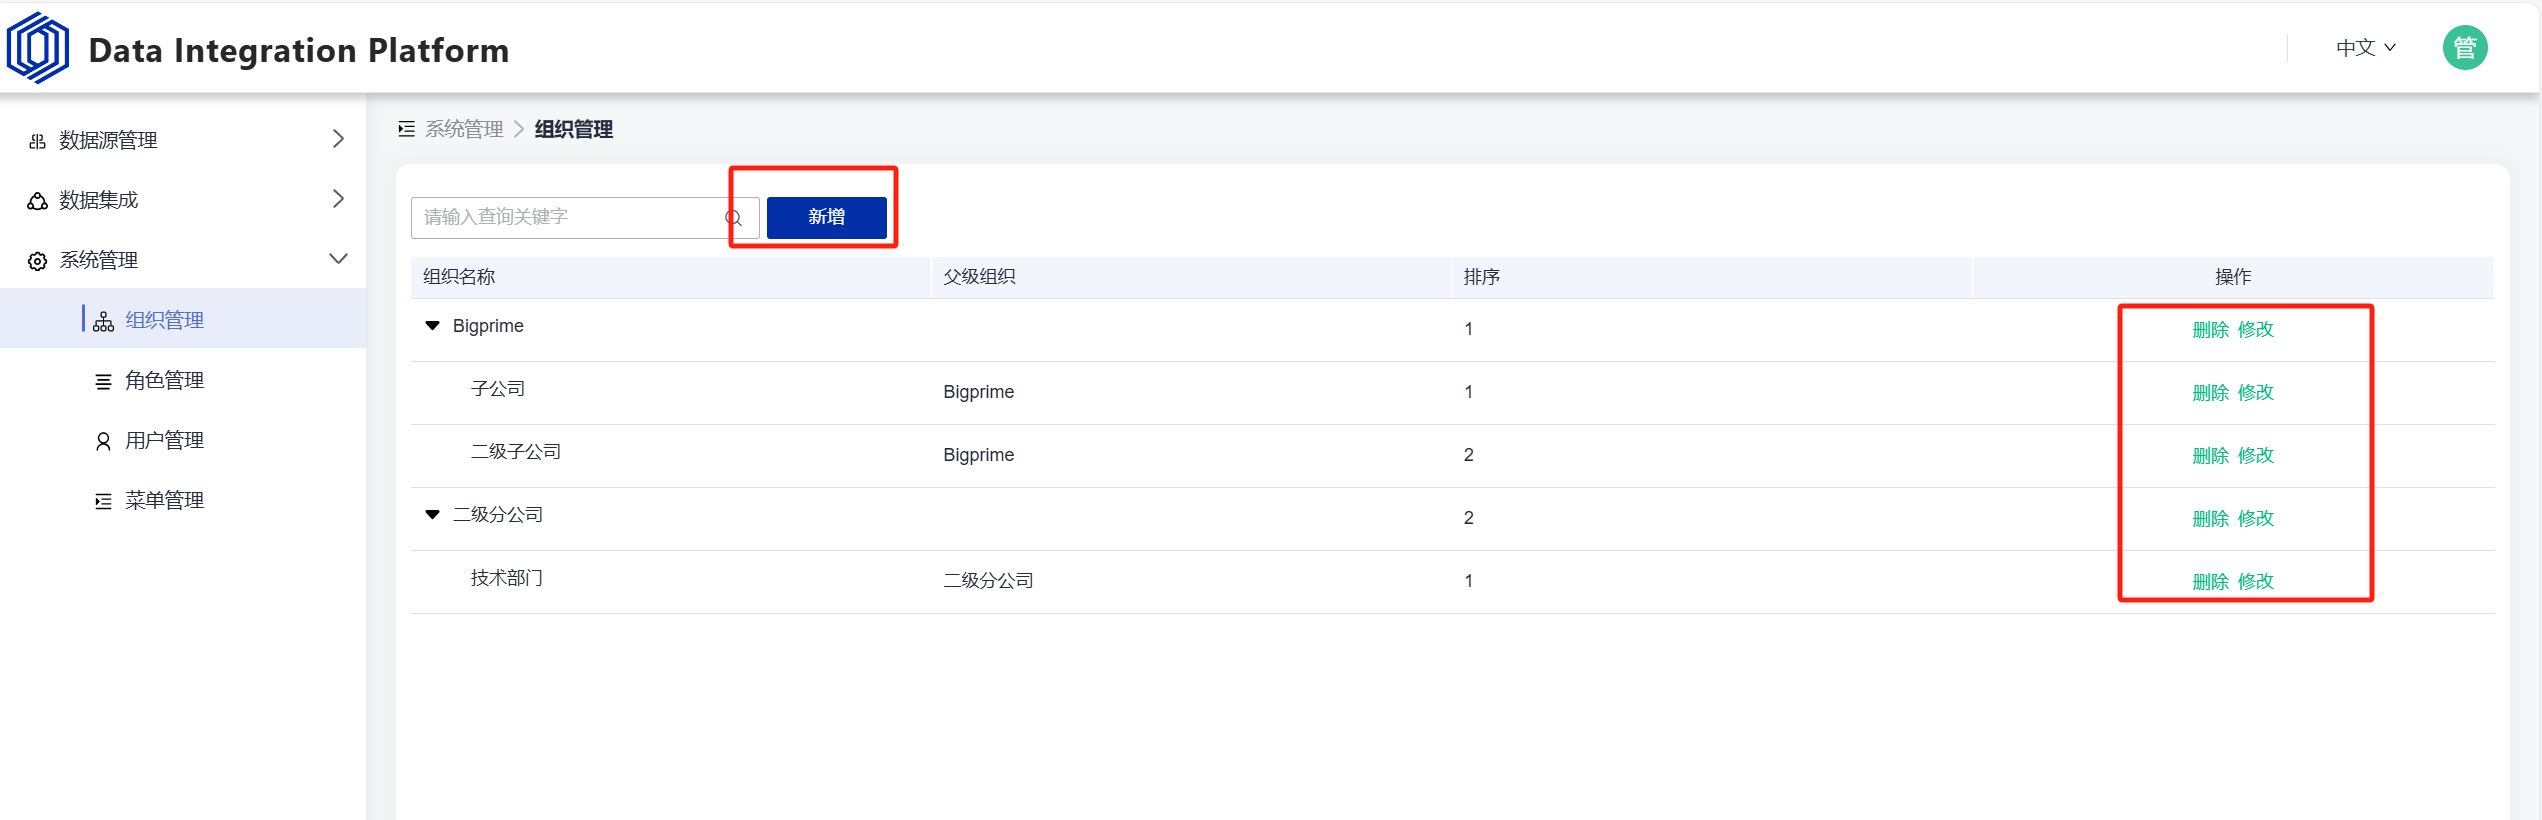 Data Integration Platform
中文
管
数据源管理
数据集成
系统管理
组织管理
角色管理
用户管理
菜单管理
系统管理 > 组织管理
请输入查询关键字
新增
组织名称 父级组织 排序 操作
Bigprime 1 删除 修改
子公司 Bigprime 1 删除 修改
二级子公司 Bigprime 2 删除 修改
二级分公司 2 删除 修改
技术部门 二级分公司 1 删除 修改